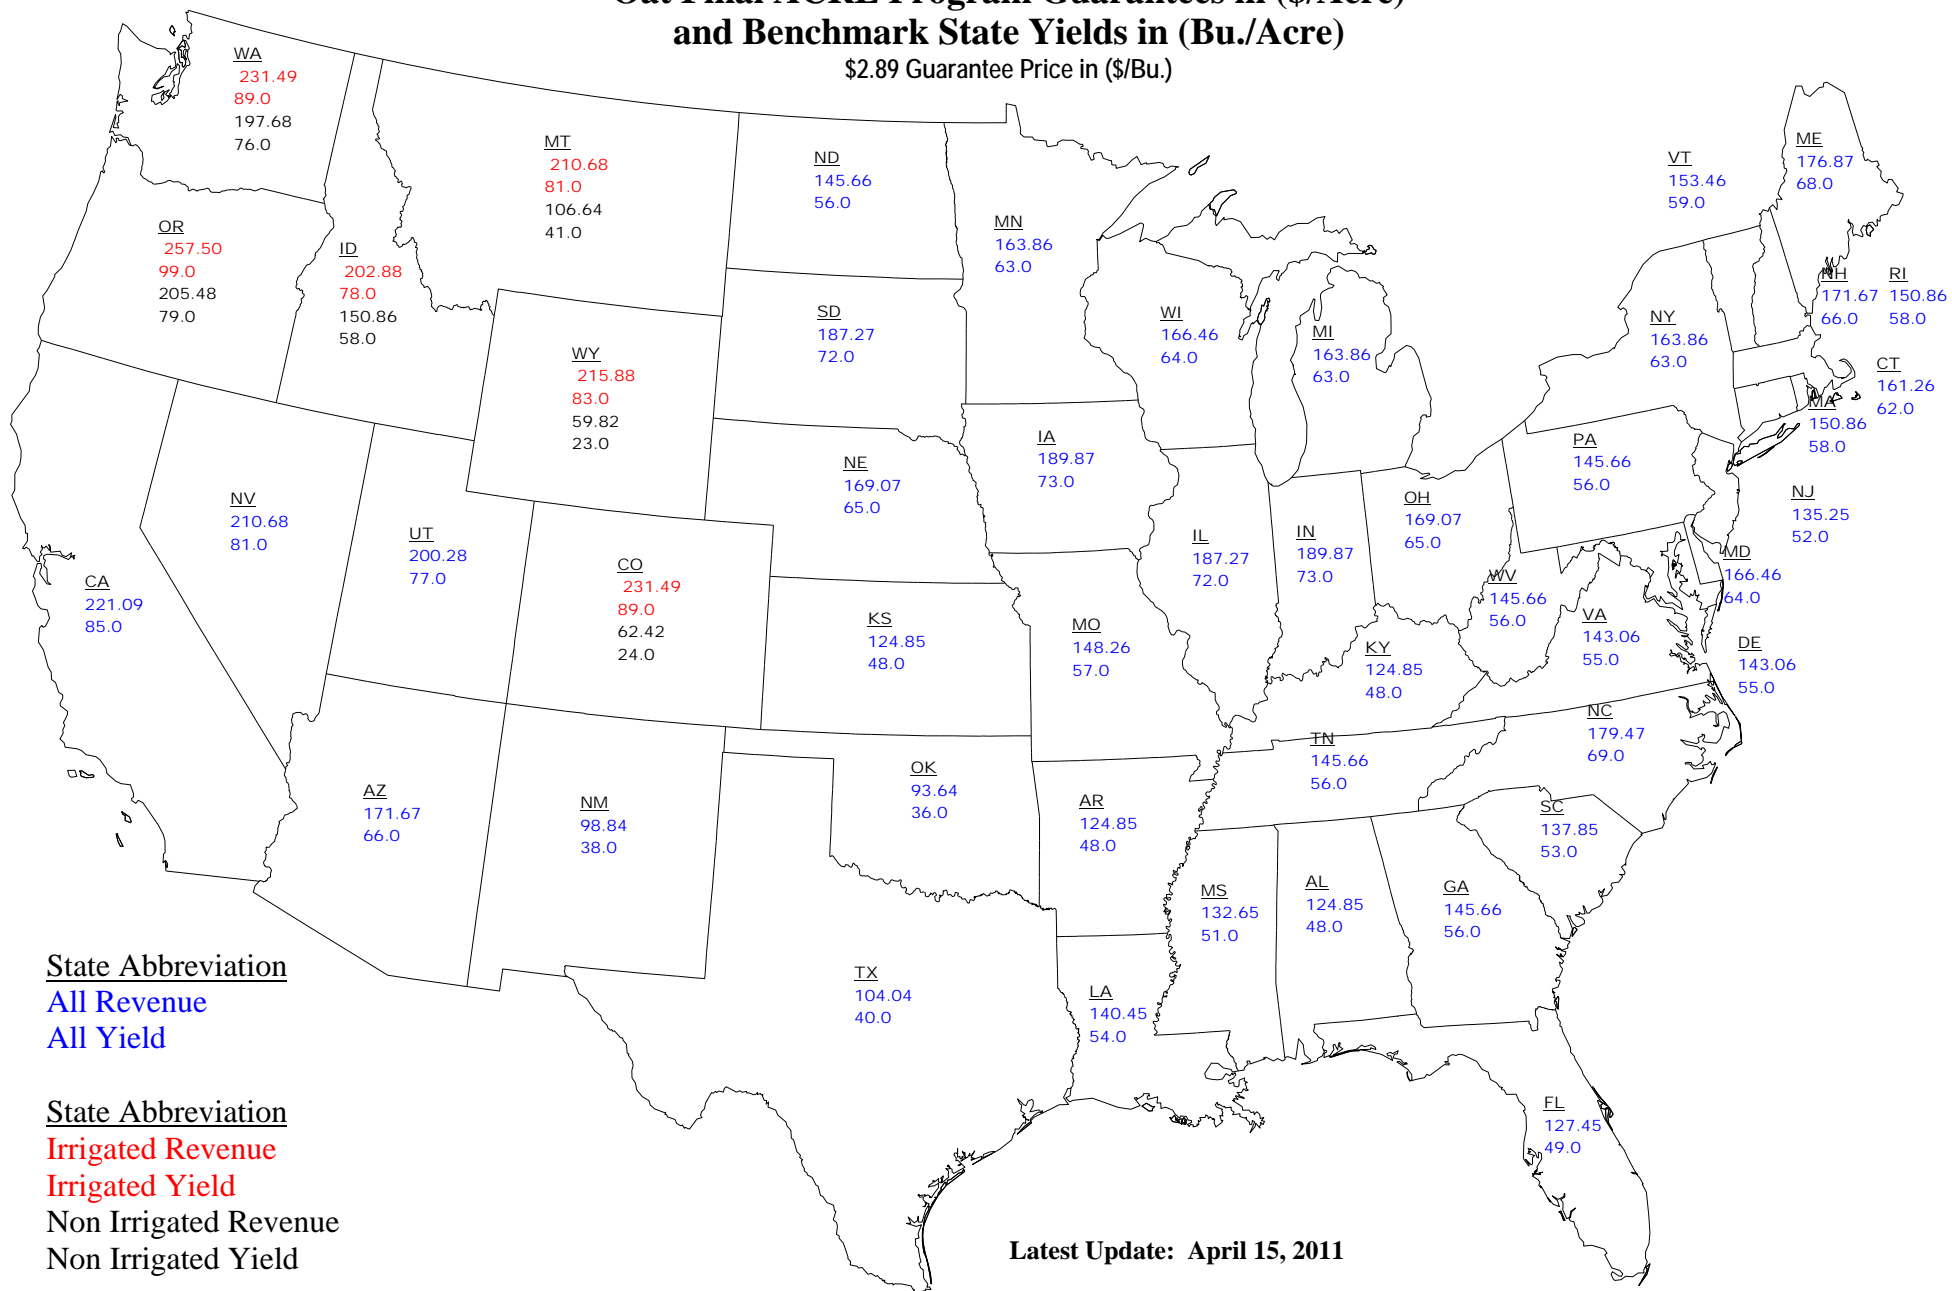 Oat Final ACRE Program Guarantees in ($/Acre)
and Benchmark State Yields in (Bu./Acre)
$2.89 Guarantee Price in ($/Bu.)
WA
231.49
89.0
197.68
76.0
OR
257.50
99.0
205.48
79.0
ID
202.88
78.0
150.86
58.0
MT
210.68
81.0
106.64
41.0
WY
215.88
83.0
59.82
23.0
ND
145.66
56.0
SD
187.27
72.0
NE
169.07
65.0
MN
163.86
63.0
WI
166.46
64.0
MI
163.86
63.0
IA
189.87
73.0
VT
153.46
59.0
ME
176.87
68.0
NH
171.67
66.0
RI
150.86
58.0
NY
163.86
63.0
CT
161.26
62.0
MA
150.86
58.0
PA
145.66
56.0
NJ
135.25
52.0
NV
210.68
81.0
UT
200.28
77.0
CA
221.09
85.0
CO
231.49
89.0
62.42
24.0
KS
124.85
48.0
MO
148.26
57.0
IL
187.27
72.0
IN
189.87
73.0
OH
169.07
65.0
MD
166.46
64.0
WV
145.66
56.0
VA
143.06
55.0
DE
143.06
55.0
KY
124.85
48.0
NC
179.47
69.0
TN
145.66
56.0
AZ
171.67
66.0
NM
98.84
38.0
OK
93.64
36.0
AR
124.85
48.0
SC
137.85
53.0
MS
132.65
51.0
AL
124.85
48.0
GA
145.66
56.0
TX
104.04
40.0
LA
140.45
54.0
FL
127.45
49.0
State Abbreviation
All Revenue
All Yield
State Abbreviation
Irrigated Revenue
Irrigated Yield
Non Irrigated Revenue
Non Irrigated Yield
Latest Update: April 15, 2011